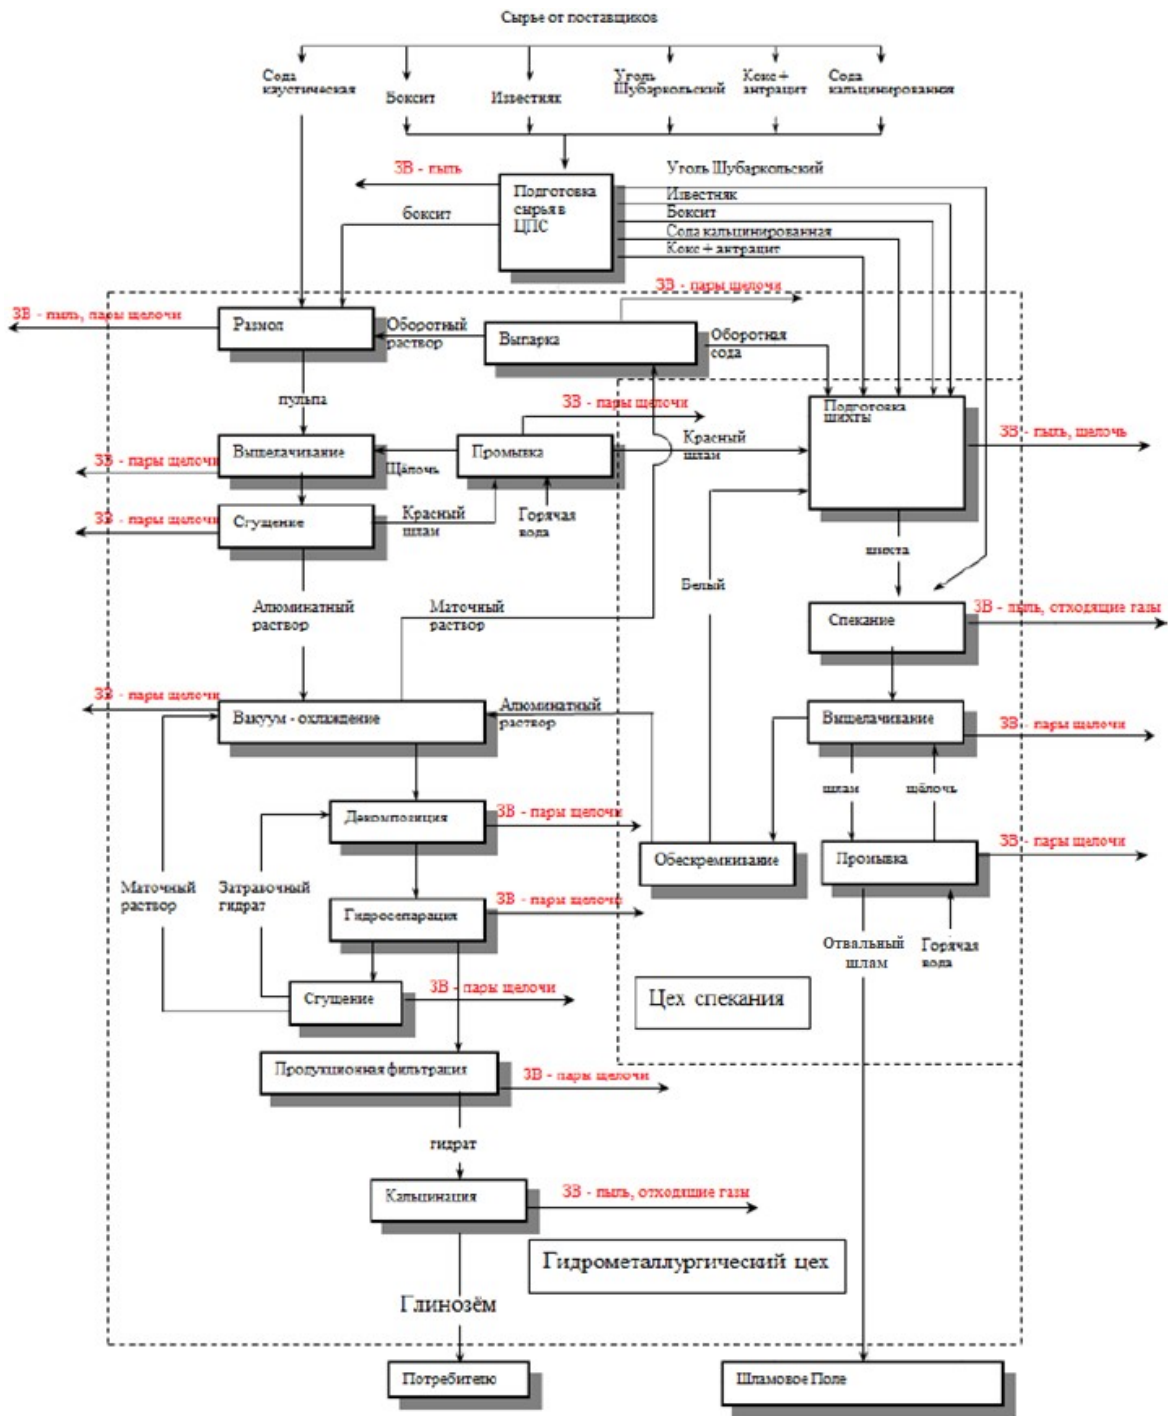 Сырье от поставщиков
Сода
каустическая
Боксит
Известняк
Уголь
Шубаркольский
Кокс +
антрацит
Сода
кальцинированная
ЗВ - пыль
Подготовка
сырья в
ЦПС
боксит
Уголь Шубаркольский
Известняк
Боксит
Сода кальцинированная
Кокс + антрацит
ЗВ - пары щелочи
ЗВ - пыль, пары щелочи
Размол
Оборотный
раствор
Выпарка
Оборотная
сода
пульпа
ЗВ - пары щелочи
Подготовка
шихты
ЗВ - пыль, щелочь
Вышелачивание
ЗВ - пары щелочи
Щёлочь
Промывка
Красный
шлам
Сгущение
ЗВ - пары щелочи
Красный
шлам
Горячая
вода
шихта
Белый
Алюминатный
раствор
Маточный
раствор
Спекание
ЗВ - пыль, отходящие газы
ЗВ - пары щелочи
Вакуум - охлаждение
Алюминатный
раствор
Вышелачивание
ЗВ - пары щелочи
шлам
щёлочь
Декомпозиция
ЗВ - пары щелочи
Обескремнивание
Промывка
ЗВ - пары щелочи
Маточный
раствор
Затравочный
гидрат
Гидросепарация
ЗВ - пары щелочи
Отвальный
шлам
Горячая
вода
Сгущение
ЗВ - пары щелочи
Цех спекания
Продукционная фильтрация
ЗВ - пары щелочи
гидрат
Кальцинация
ЗВ - пыль, отходящие газы
Гидрометаллургический цех
Глинозём
Потребителю
Шламовое Поле